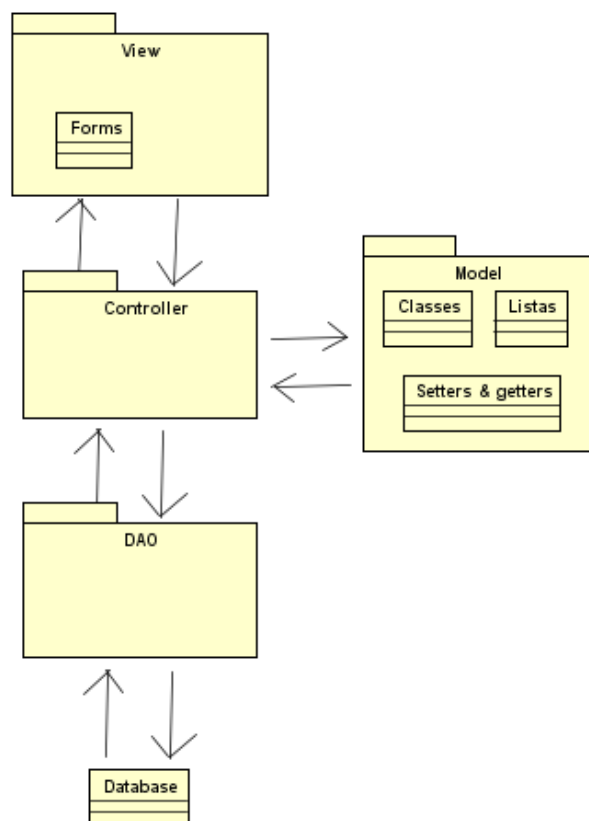 View
Forms
Controller
Model
Classes
Listas
Setters & getters
DAO
Database